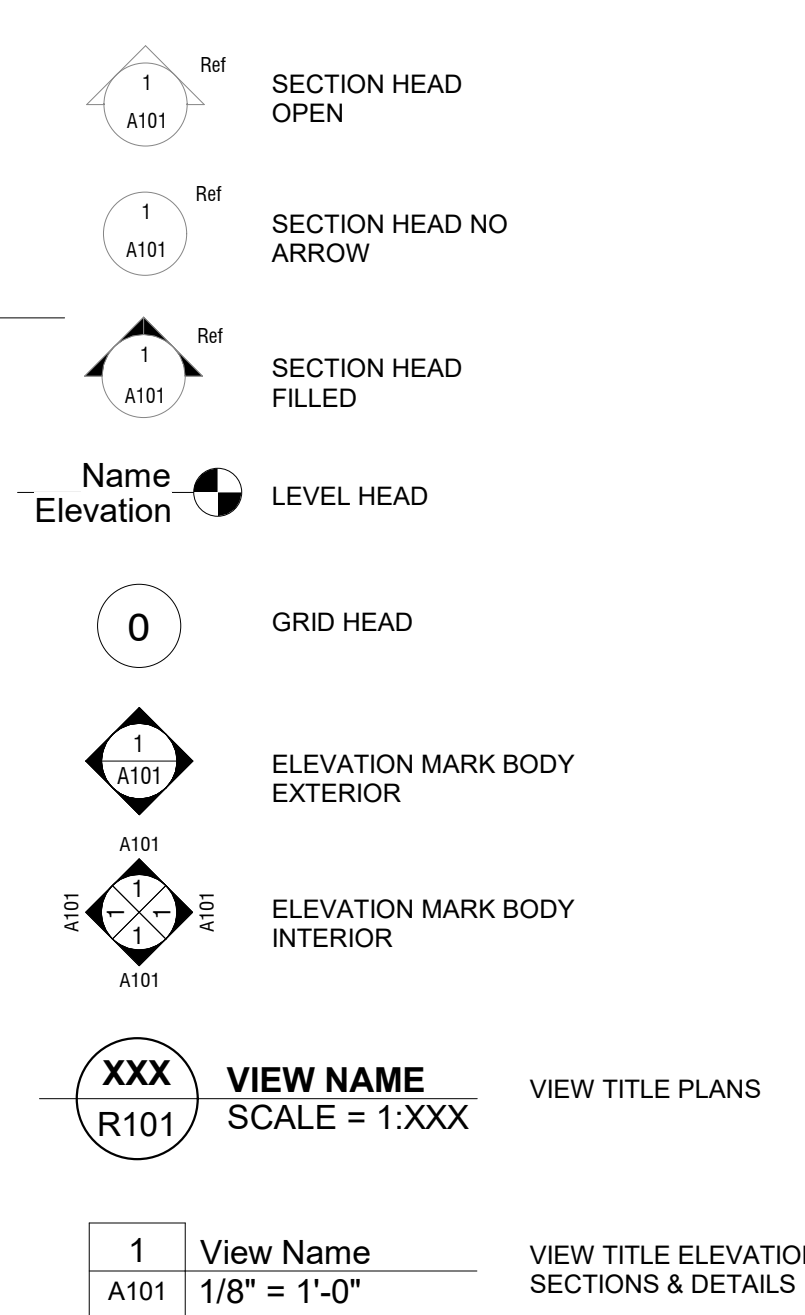 Ref
1
A101
SECTION HEAD
OPEN
Ref
1
A101
SECTION HEAD NO
ARROW
Ref
1
A101
SECTION HEAD
FILLED
Name
Elevation
LEVEL HEAD
0
GRID HEAD
1
A101
ELEVATION MARK BODY
EXTERIOR
A101
1
A101
1
1
A101
1
A101
ELEVATION MARK BODY
INTERIOR
XXX
R101
VIEW NAME
SCALE = 1:XXX
VIEW TITLE PLANS
1
A101
View Name
1/8" = 1'-0"
VIEW TITLE
SECTIONS & DETAILS